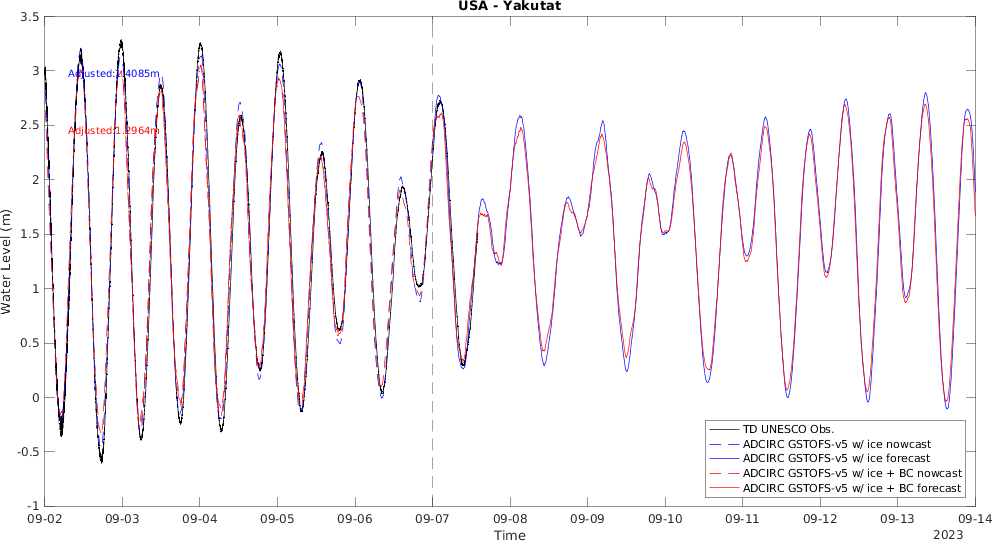 USA - Yakutat
3.5
3
2.5
2
1.5
1
0.5
0
-0.5
-1
Water Level (m)
Adjusted:1.4085m
Adjusted:1.2964m
TD UNESCO Obs.
ADCIRC GSTOFS-v5 w/ ice nowcast
ADCIRC GSTOFS-v5 w/ ice forecast
ADCIRC GSTOFS-v5 w/ ice + BC nowcast
ADCIRC GSTOFS-v5 w/ ice + BC forecast
09-02 09-03 09-04 09-05 09-06 09-07 09-08 09-09 09-10 09-11 09-12 09-13 09-14
Time
2023